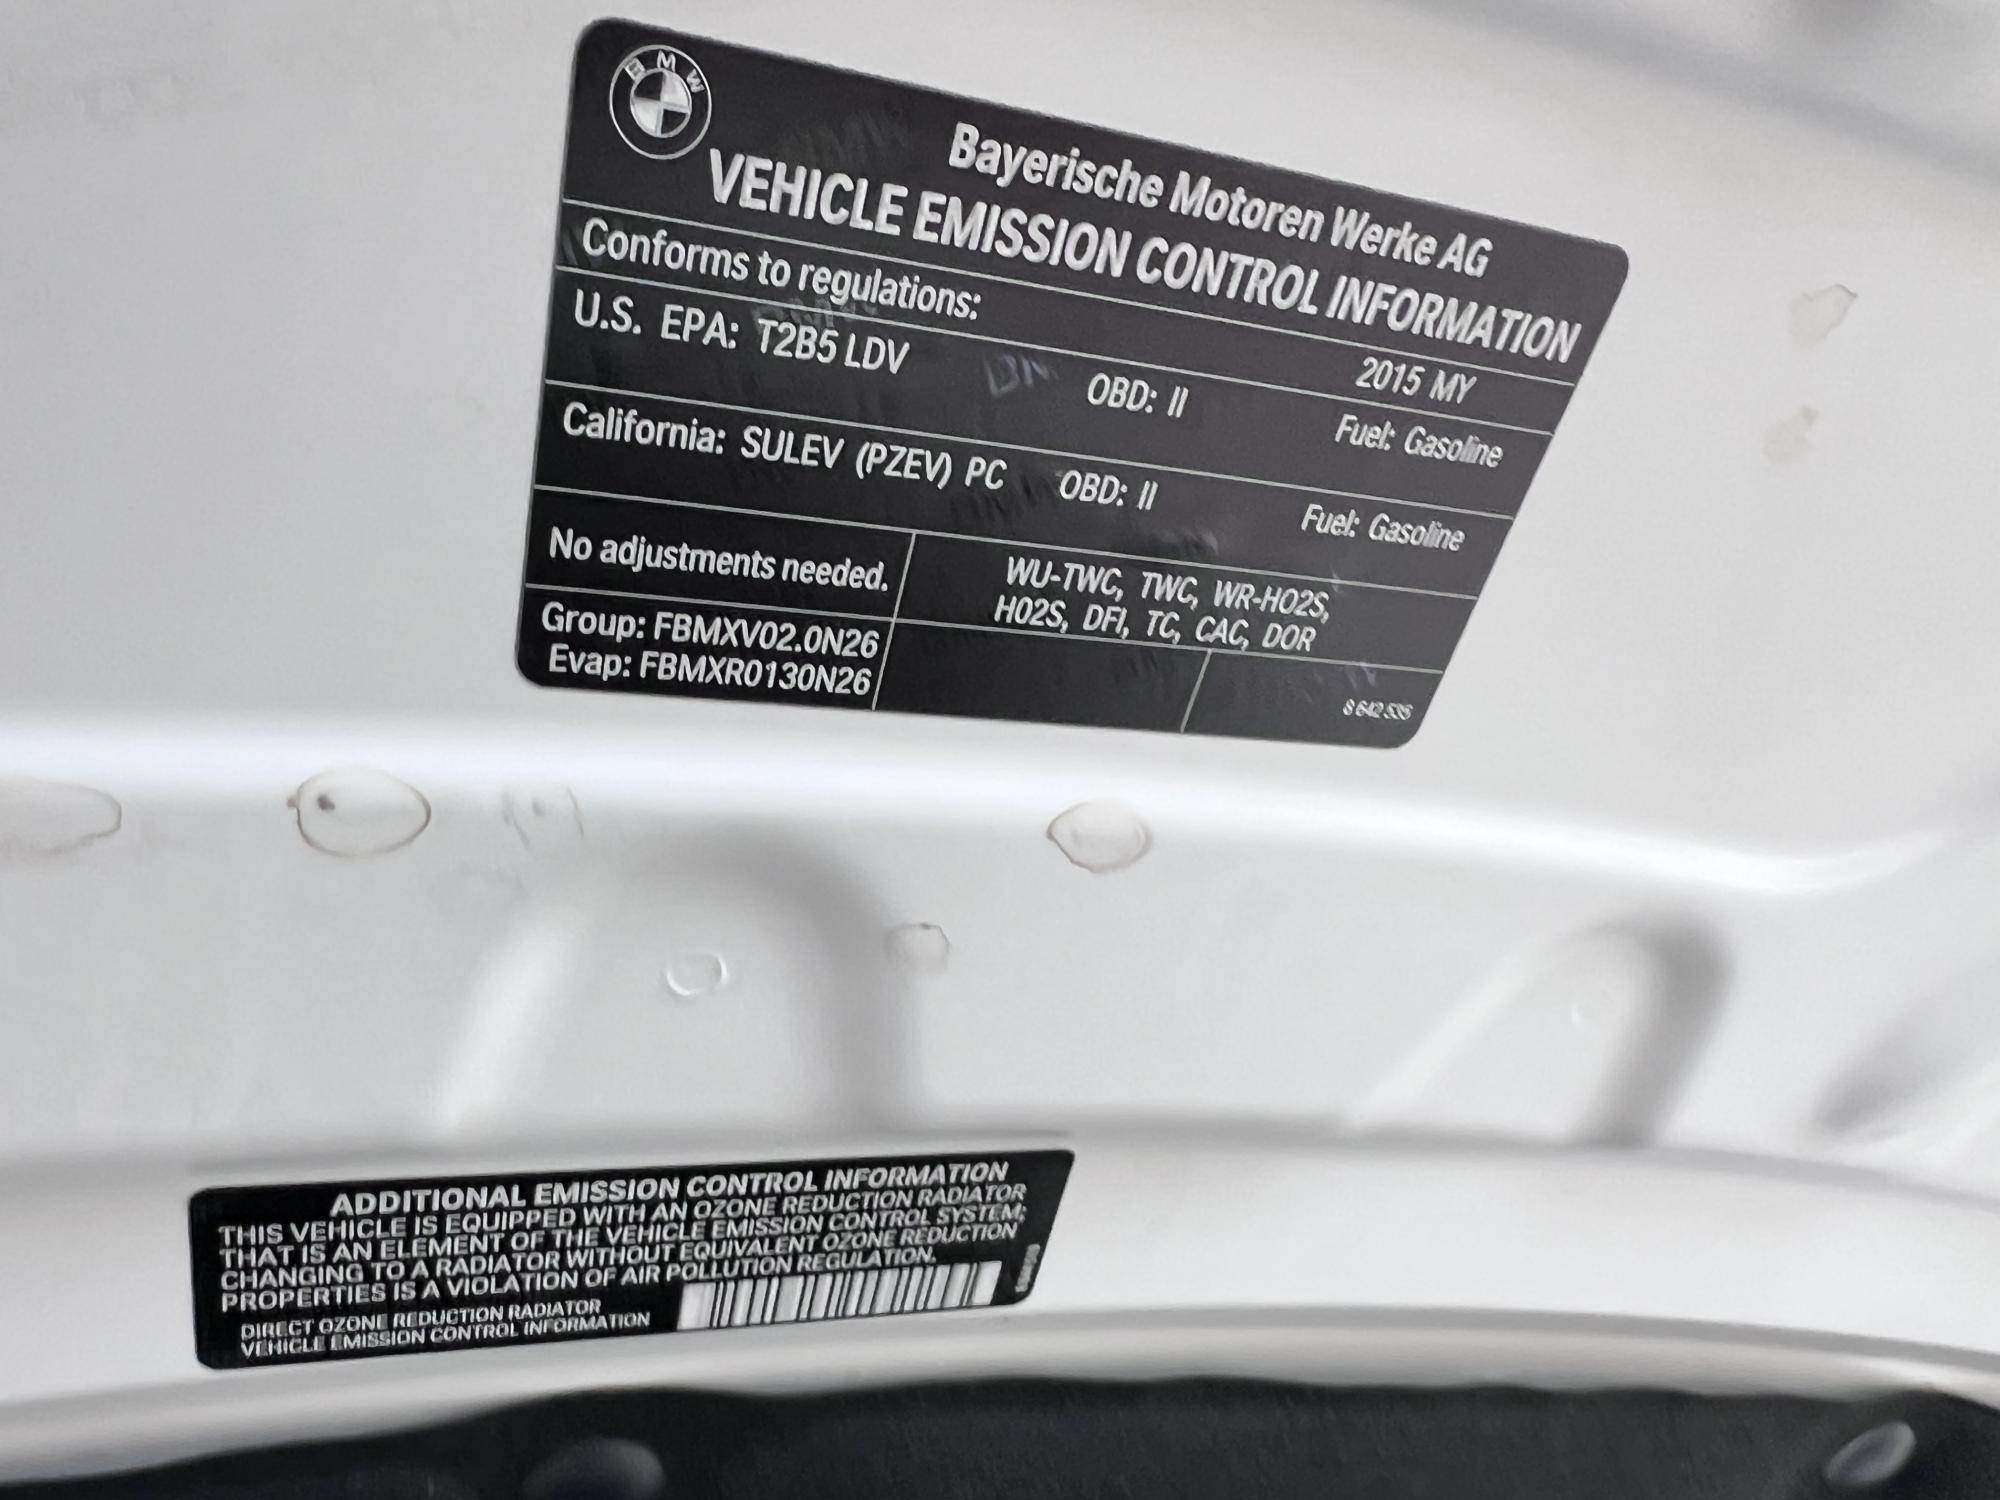 BMW
Bayerische Motoren Werke AG
VEHICLE EMISSION CONTROL INFORMATION
Conforms to regulations: 2015 MY
U.S. EPA: T2B5 LDV OBD: II Fuel: Gasoline
California: SULEV (PZEV) PC OBD: II Fuel: Gasoline
No adjustments needed.
WU-TWC, TWC, WR-HO2S,
HO2S, DFI, TC, CAC, DOR
Group: FBMXV02.0N26
Evap: FBMXR0130N26
8 642 535
ADDITIONAL EMISSION CONTROL INFORMATION
THIS VEHICLE IS EQUIPPED WITH AN OZONE REDUCTION RADIATOR
THAT IS AN ELEMENT OF THE VEHICLE EMISSION CONTROL SYSTEM;
CHANGING TO A RADIATOR WITHOUT EQUIVALENT OZONE REDUCTION
PROPERTIES IS A VIOLATION OF AIR POLLUTION REGULATION.
DIRECT OZONE REDUCTION RADIATOR
VEHICLE EMISSION CONTROL INFORMATION